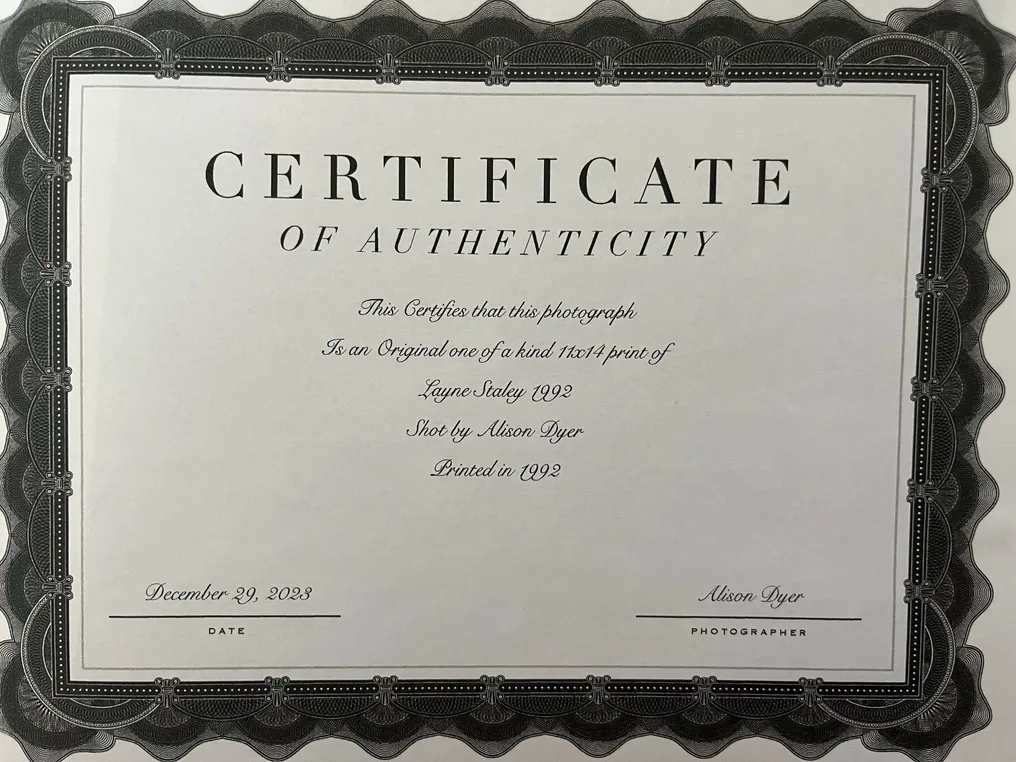 CERTIFICATE
OF AUTHENTICITY
This Certifies that this photograph
Is an Original one of a kind 11x14 print of
Layne Staley 1992
Shot by Alison Dyer
Printed in 1992
December 29, 2023
DATE
Alison Dyer
PHOTOGRAPHER